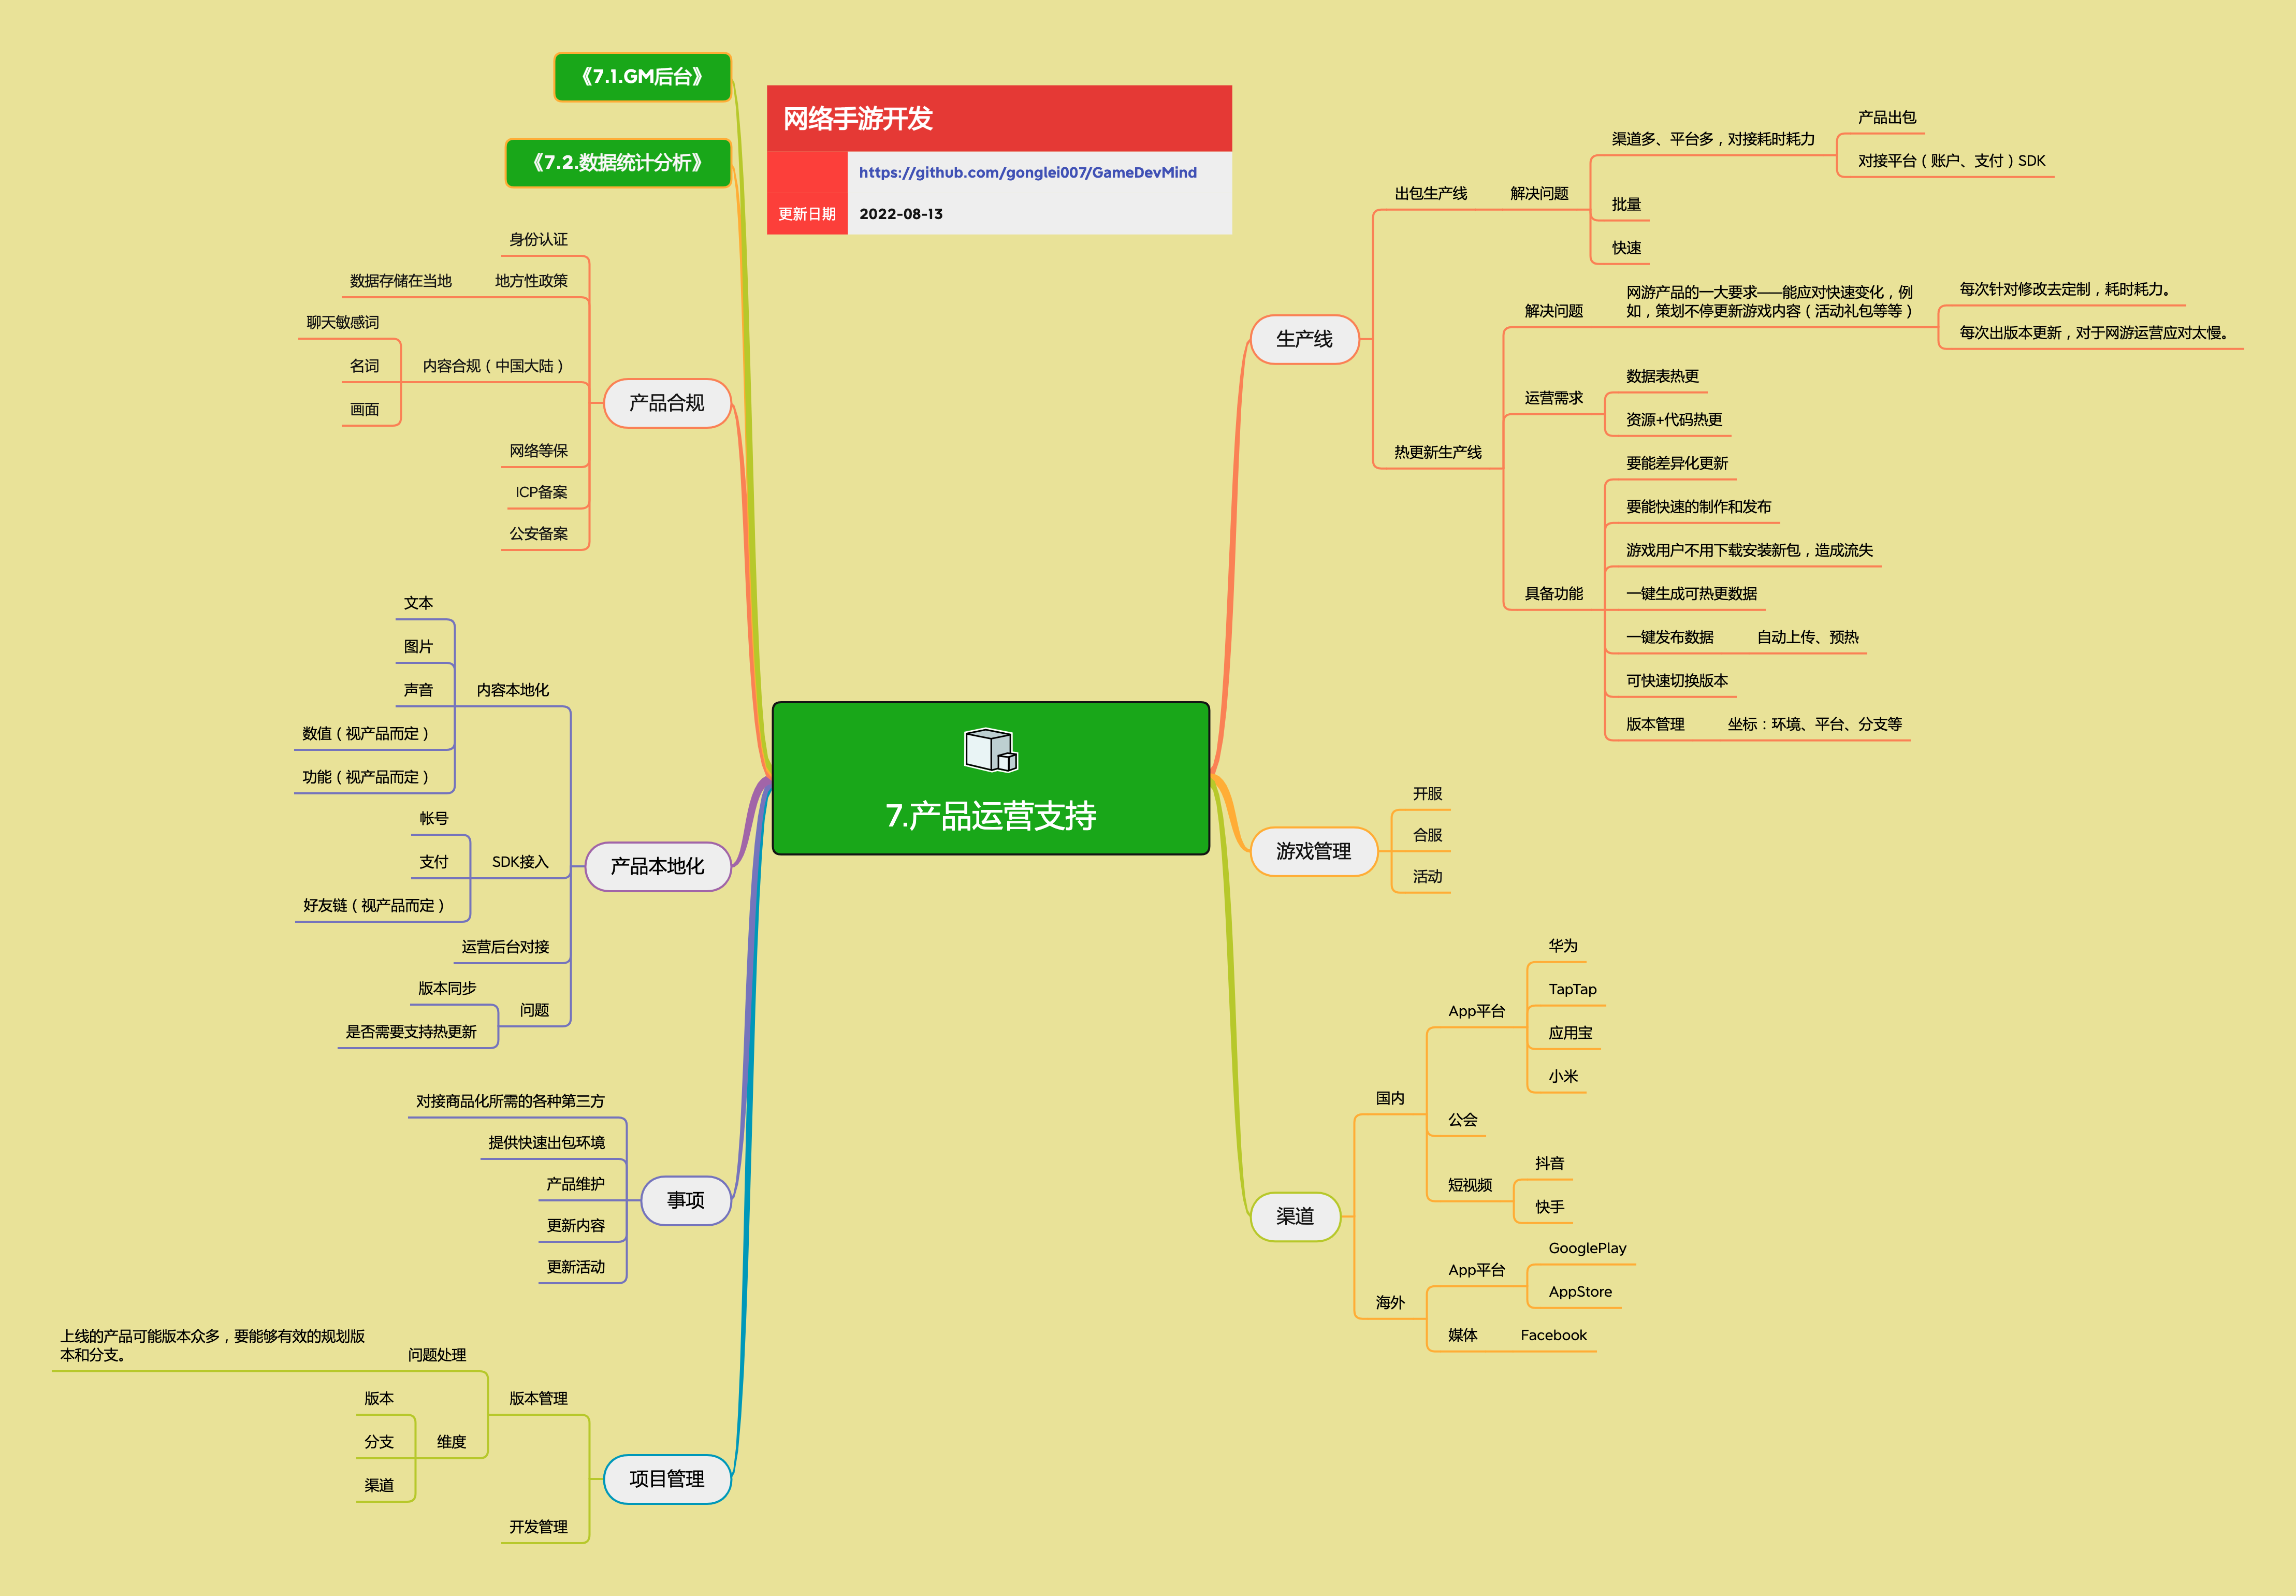 网络手游开发
https://github.com/gonglei007/GameDevMind
更新日期
2022-08-13
7.产品运营支持
生产线
出包生产线
解决问题
渠道多、平台多，对接耗时耗力
产品出包
对接平台（账户、支付）SDK
批量
快速
热更新生产线
解决问题
网游产品的一大要求——能应对快速变化，例
如，策划不停更新游戏内容（活动礼包等等）
每次针对修改去定制，耗时耗力。
每次出版本更新，对于网游运营应对太慢。
运营需求
数据表热更
资源+代码热更
具备功能
要能差异化更新
要能快速的制作和发布
游戏用户不用下载安装新包，造成流失
一键生成可热更数据
一键发布数据
自动上传、预热
可快速切换版本
版本管理
坐标：环境、平台、分支等
游戏管理
开服
合服
活动
渠道
国内
App平台
华为
TapTap
应用宝
小米
公会
短视频
抖音
快手
海外
App平台
GooglePlay
AppStore
媒体
Facebook
《7.1.GM后台》
《7.2.数据统计分析》
产品合规
身份认证
地方性政策
数据存储在当地
内容合规（中国大陆）
聊天敏感词
名词
画面
网络等保
ICP备案
公安备案
产品本地化
内容本地化
文本
图片
声音
数值（视产品而定）
功能（视产品而定）
SDK接入
帐号
支付
好友链（视产品而定）
运营后台对接
问题
版本同步
是否需要支持热更新
事项
对接商品化所需的各种第三方
提供快速出包环境
产品维护
更新内容
更新活动
项目管理
版本管理
问题处理
上线的产品可能版本众多，要能够有效的规划版
本和分支。
维度
版本
分支
渠道
开发管理